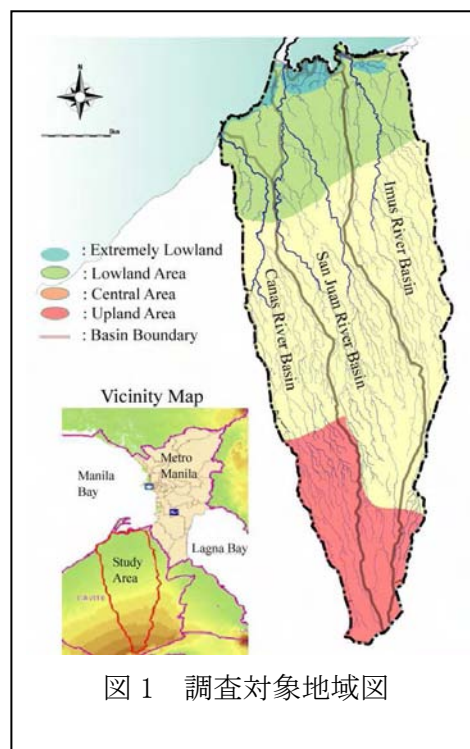 N
: Extremely Lowland
: Lowland Area
: Central Area
: Upland Area
: Basin Boundary
Canas River Basin
San Juan River Basin
Imus River Basin
Vicinity Map
Manila
Bay
Metro
Manila
Lagna Bay
Study
Area
図 1 調査対象地域図